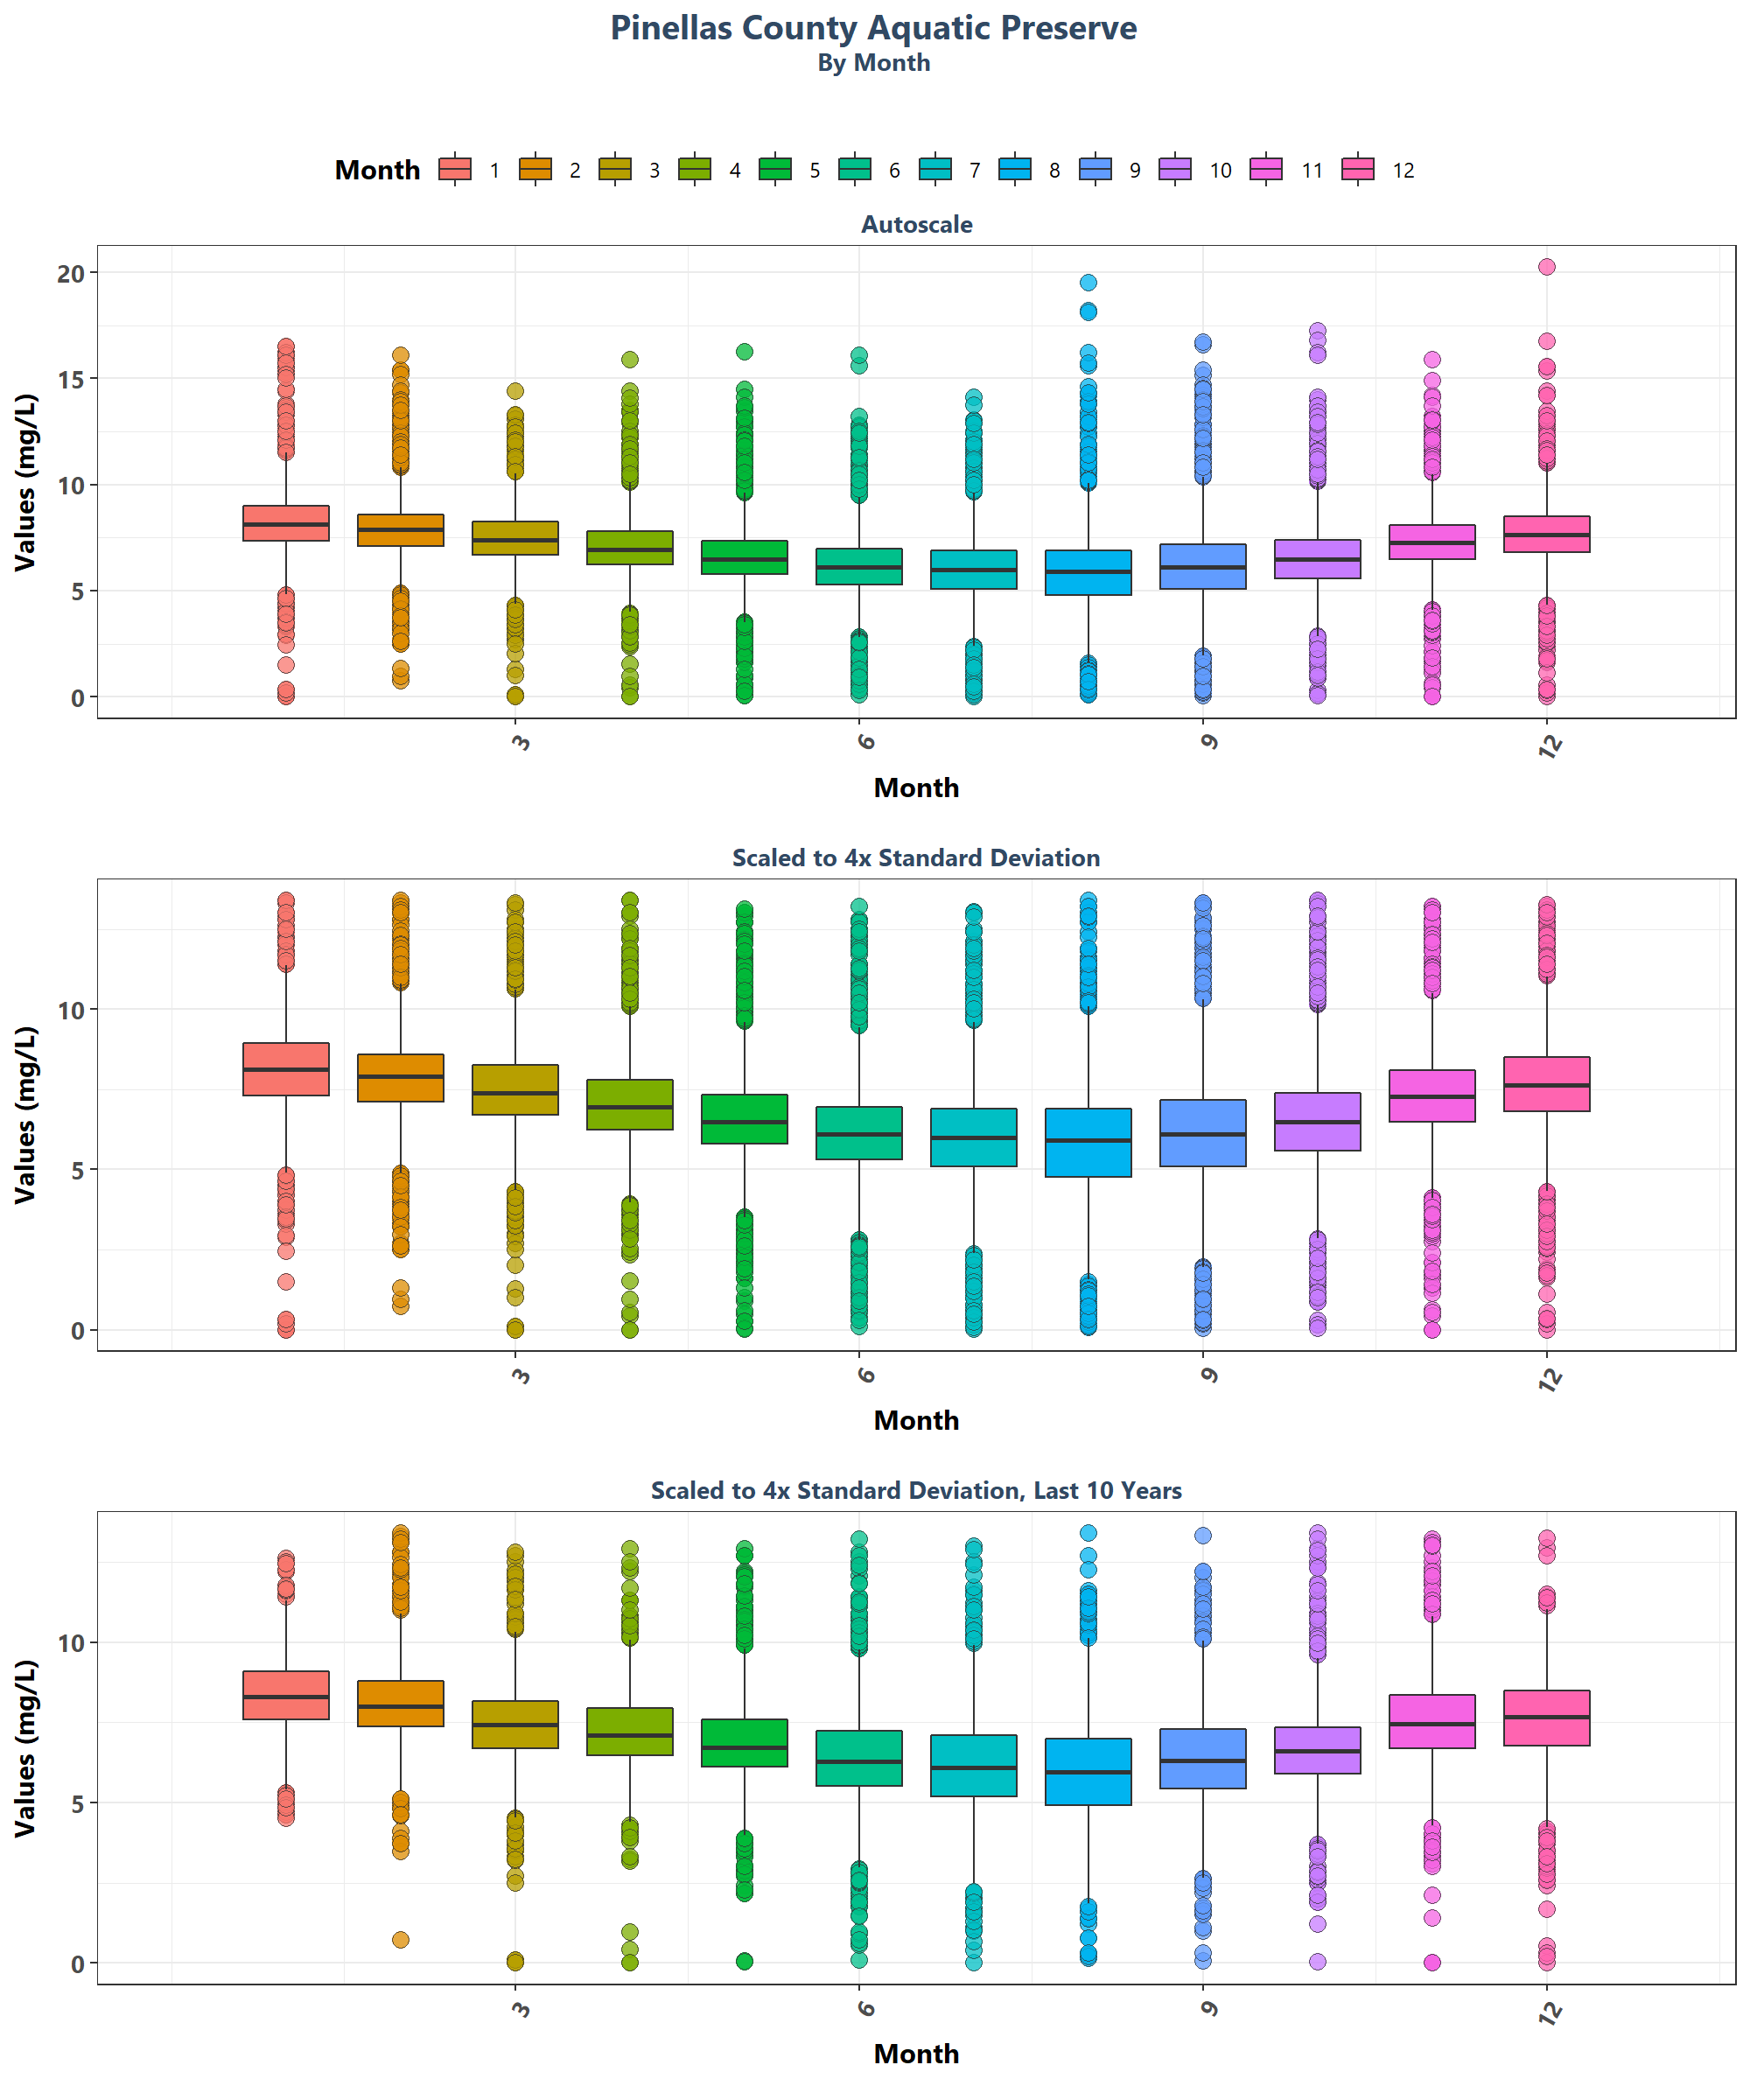 Pinellas County Aquatic Preserve
By Month
Month 1 2 3 4 5 6 7 8 9 10 11 12
Autoscale
Values (mg/L)
20
15
10
5
0
3 6 9 12
Month
Scaled to 4x Standard Deviation
Values (mg/L)
10
5
0
3 6 9 12
Month
Scaled to 4x Standard Deviation, Last 10 Years
Values (mg/L)
10
5
0
3 6 9 12
Month